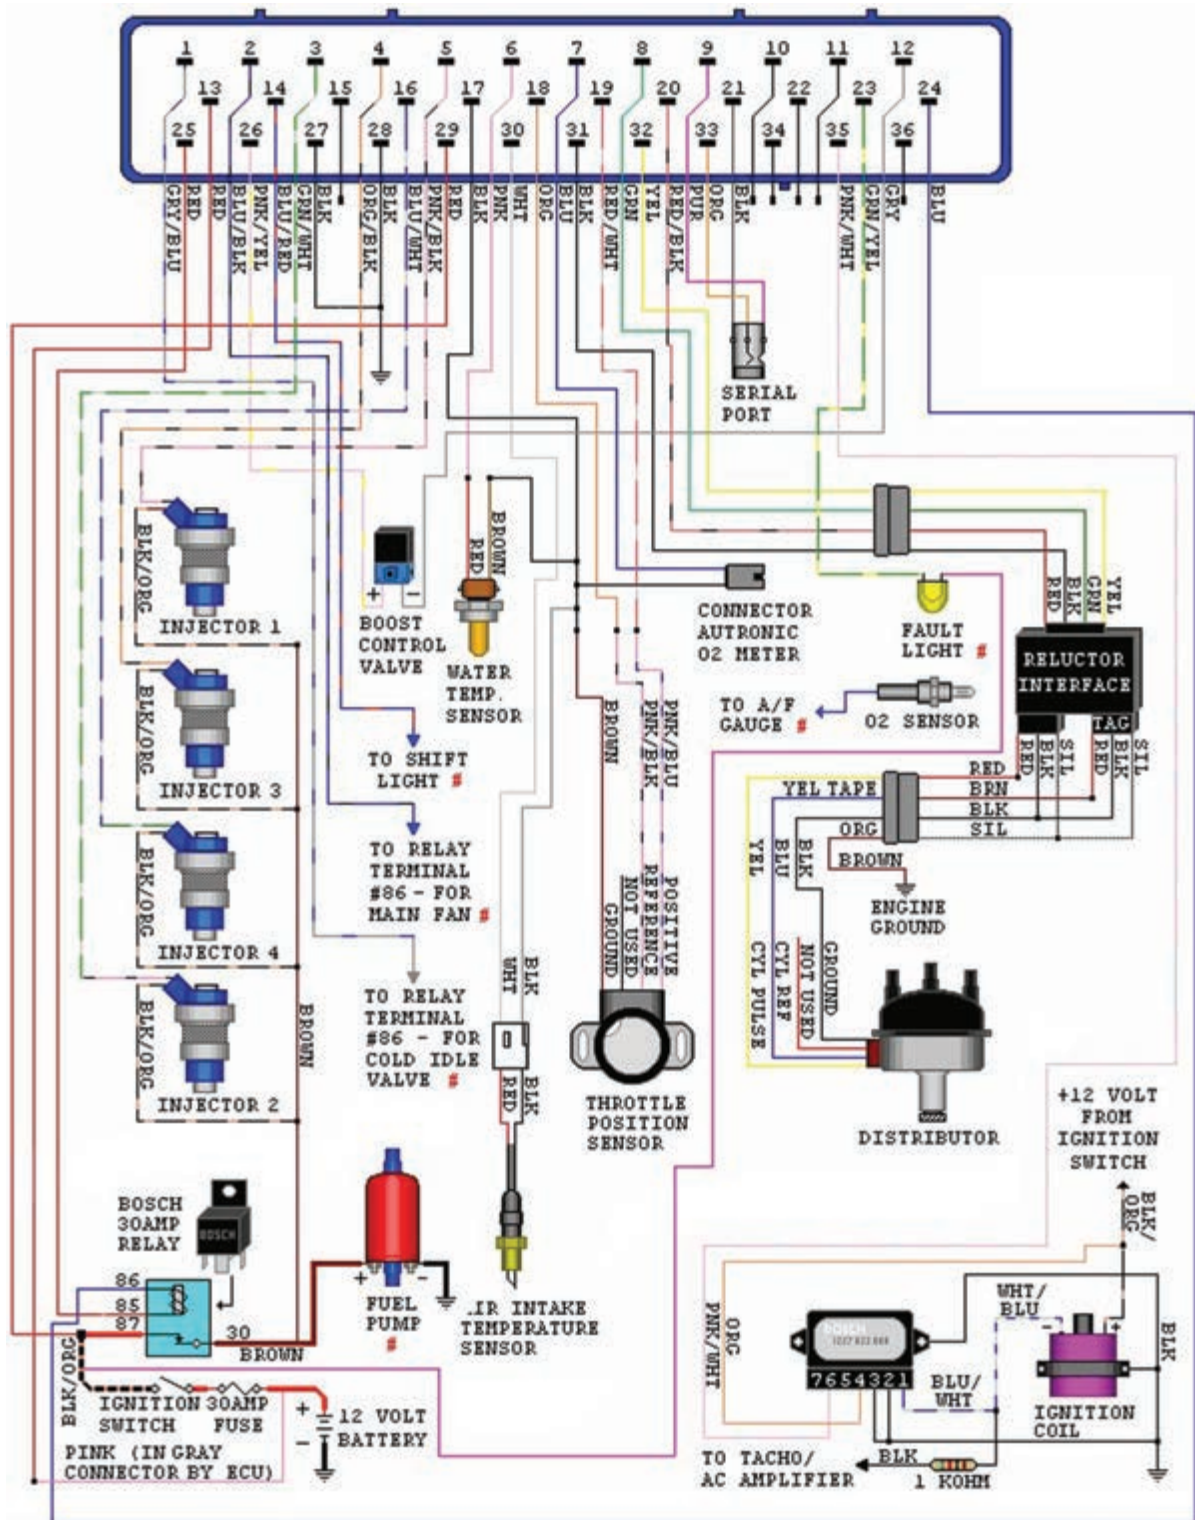 1 2 3 4 5 6 7 8 9 10 11 12
13 14 15 16 17 18 19 20 21 22 23 24
25 26 27 28 29 30 31 32 33 34 35 36
GRY/BLU
RED
RED
BLU/BLK
PNK/YEL
BLU/RED
GRN/WHT
BLK
ORG/BLK
BLK
BLU/WHT
PNK/BLK
RED
BLK
PNK
WHT
ORG
BLU
BLK
RED/WHT
GRN
YEL
RED/BLK
PUR
ORG
BLK
PNK/WHT
GRN/YEL
GRY
BLU
SERIAL
PORT
BLK/ORG
INJECTOR 1
BLK/ORG
INJECTOR 3
BLK/ORG
INJECTOR 4
BLK/ORG
INJECTOR 2
BROWN
+ -
BOOST
CONTROL
VALVE
RED
BROWN
WATER
TEMP.
SENSOR
CONNECTOR
AUTRONIC
O2 METER
FAULT
LIGHT #
RED
BLK
GRN
YEL
RELUCTOR
INTERFACE
TAG
RED
BLK
SIL
RED
BLK
SIL
TO A/F
GAUGE #
O2 SENSOR
TO SHIFT
LIGHT #
TO RELAY
TERMINAL
#86 - FOR
MAIN FAN #
TO RELAY
TERMINAL
#86 - FOR
COLD IDLE
VALVE #
BROWN
PNK/BLK
PNK/BLU
GROUND
NOT USED
REFERENCE
POSITIVE
THROTTLE
POSITION
SENSOR
YEL TAPE
ORG
BROWN
RED
BRN
BLK
SIL
ENGINE
GROUND
YEL
BLU
BLK
CYL PULSE
CYL REF
NOT USED
GROUND
DISTRIBUTOR
WHT
BLK
RED
BLK
.IR INTAKE
TEMPERATURE
SENSOR
BOSCH
30AMP
RELAY
BOSCH
86
85
87
30
BROWN
+ -
FUEL
PUMP
#
BLK/ORG
IGNITION
SWITCH
30AMP
FUSE
+
-
12 VOLT
BATTERY
PINK (IN GRAY
CONNECTOR BY ECU)
+12 VOLT
FROM
IGNITION
SWITCH
BLK/
ORG
PNK/WHT
ORG
BOSCH
7654321
WHT/
BLU
BLU/
WHT
- +
BLK
IGNITION
COIL
TO TACHO/
AC AMPLIFIER
BLK
1 KOHM